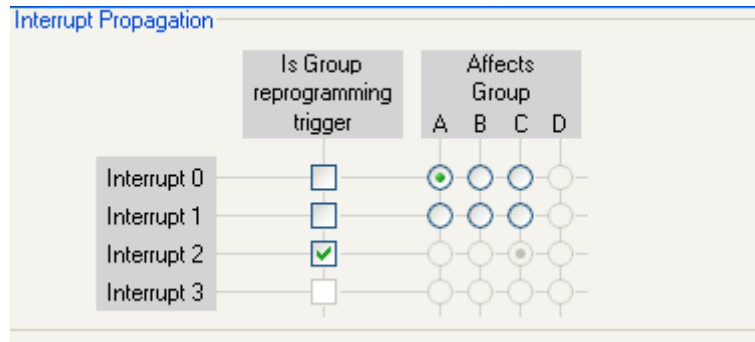 Interrupt Propagation
Is Group
reprogramming
trigger
Affects
Group
A B C D
Interrupt 0
Interrupt 1
Interrupt 2
Interrupt 3